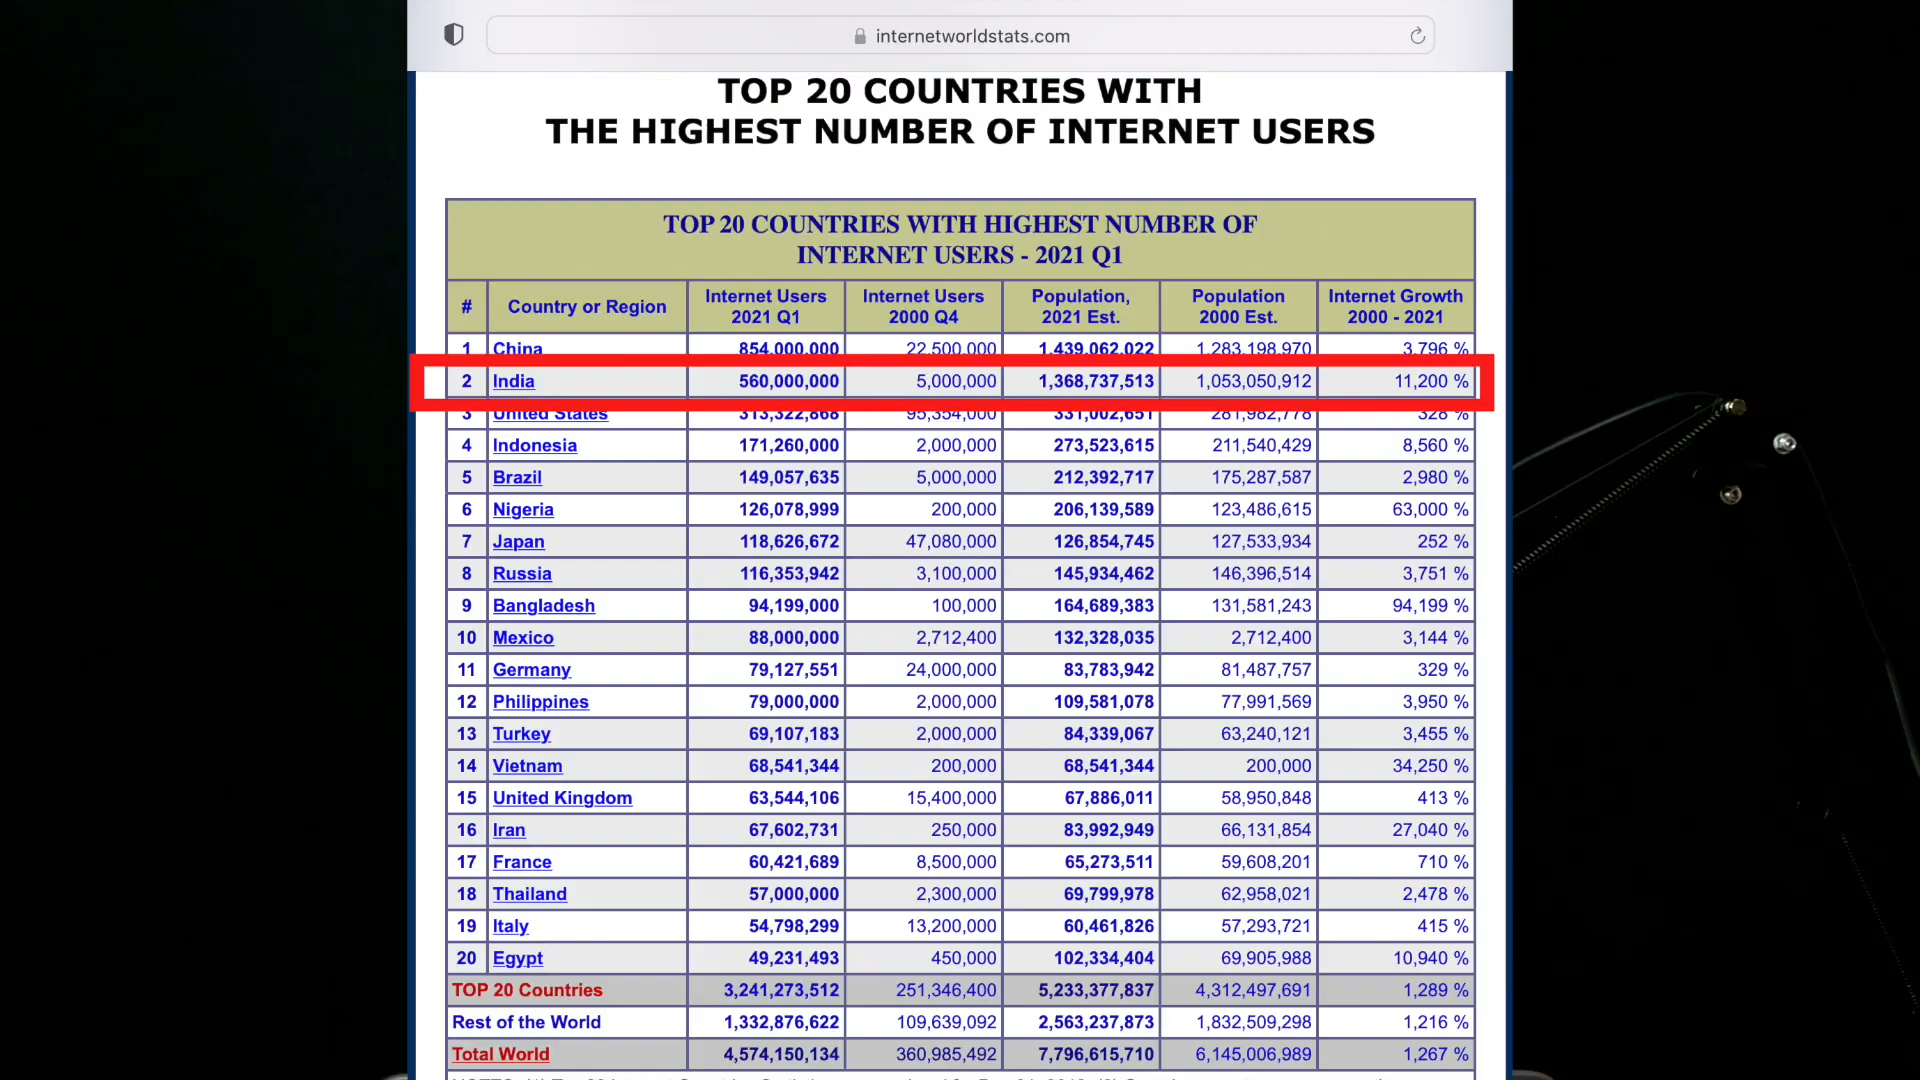 internetworldstats.com
TOP 20 COUNTRIES WITH
THE HIGHEST NUMBER OF INTERNET USERS
TOP 20 COUNTRIES WITH HIGHEST NUMBER OF
INTERNET USERS - 2021 Q1
# Country or Region Internet Users 2021 Q1 Internet Users 2000 Q4 Population, 2021 Est. Population 2000 Est. Internet Growth 2000 - 2021
1 China 854,000,000 22,500,000 1,439,062,022 1,283,198,970 3,796 %
2 India 560,000,000 5,000,000 1,368,737,513 1,053,050,912 11,200 %
3 United States 313,322,868 95,354,000 331,002,651 281,982,778 328 %
4 Indonesia 171,260,000 2,000,000 273,523,615 211,540,429 8,560 %
5 Brazil 149,057,635 5,000,000 212,392,717 175,287,587 2,980 %
6 Nigeria 126,078,999 200,000 206,139,589 123,486,615 63,000 %
7 Japan 118,626,672 47,080,000 126,854,745 127,533,934 252 %
8 Russia 116,353,942 3,100,000 145,934,462 146,396,514 3,751 %
9 Bangladesh 94,199,000 100,000 164,689,383 131,581,243 94,199 %
10 Mexico 88,000,000 2,712,400 132,328,035 2,712,400 3,144 %
11 Germany 79,127,551 24,000,000 83,783,942 81,487,757 329 %
12 Philippines 79,000,000 2,000,000 109,581,078 77,991,569 3,950 %
13 Turkey 69,107,183 2,000,000 84,339,067 63,240,121 3,455 %
14 Vietnam 68,541,344 200,000 68,541,344 200,000 34,250 %
15 United Kingdom 63,544,106 15,400,000 67,886,011 58,950,848 413 %
16 Iran 67,602,731 250,000 83,992,949 66,131,854 27,040 %
17 France 60,421,689 8,500,000 65,273,511 59,608,201 710 %
18 Thailand 57,000,000 2,300,000 69,799,978 62,958,021 2,478 %
19 Italy 54,798,299 13,200,000 60,461,826 57,293,721 415 %
20 Egypt 49,231,493 450,000 102,334,404 69,905,988 10,940 %
TOP 20 Countries 3,241,273,512 251,346,400 5,233,377,837 4,312,497,691 1,289 %
Rest of the World 1,332,876,622 109,639,092 2,563,237,873 1,832,509,298 1,216 %
Total World 4,574,150,134 360,985,492 7,796,615,710 6,145,006,989 1,267 %